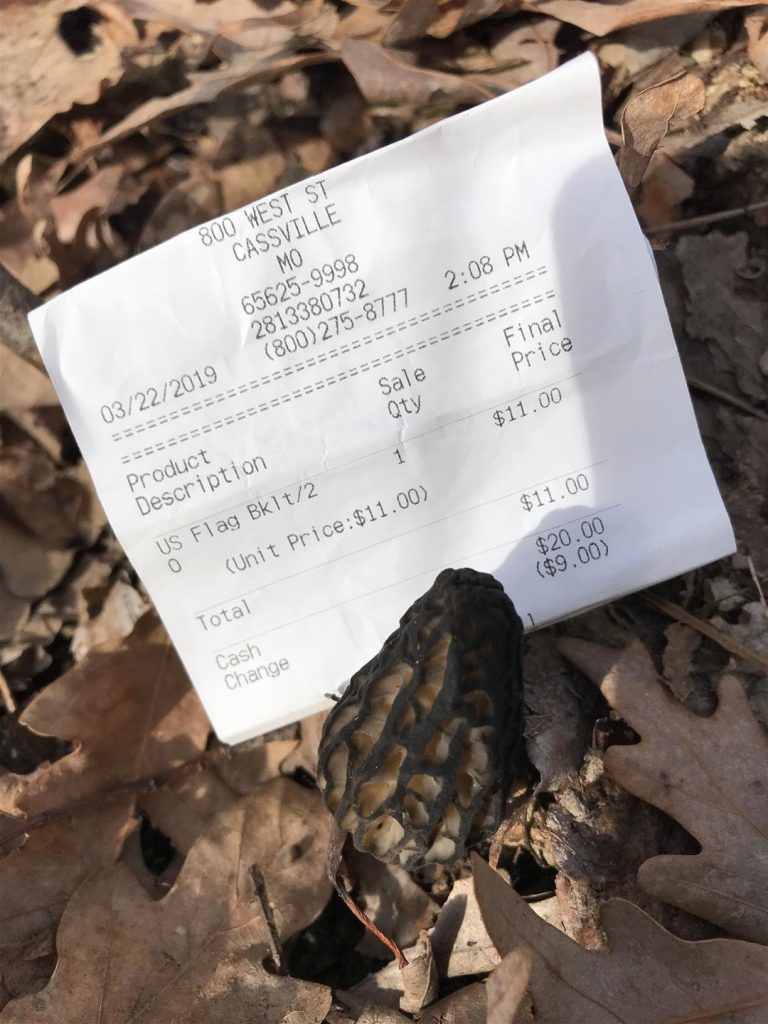 800 WEST ST
CASSVILLE
MO
65625-9998
2813380732
(800)275-8777
03/22/2019 2:08 PM
================================
================================
Product Sale Final
Description Qty Price
US Flag Bklt/2 1 $11.00
0
(Unit Price:$11.00)
Total $11.00
Cash $20.00
Change ($9.00)